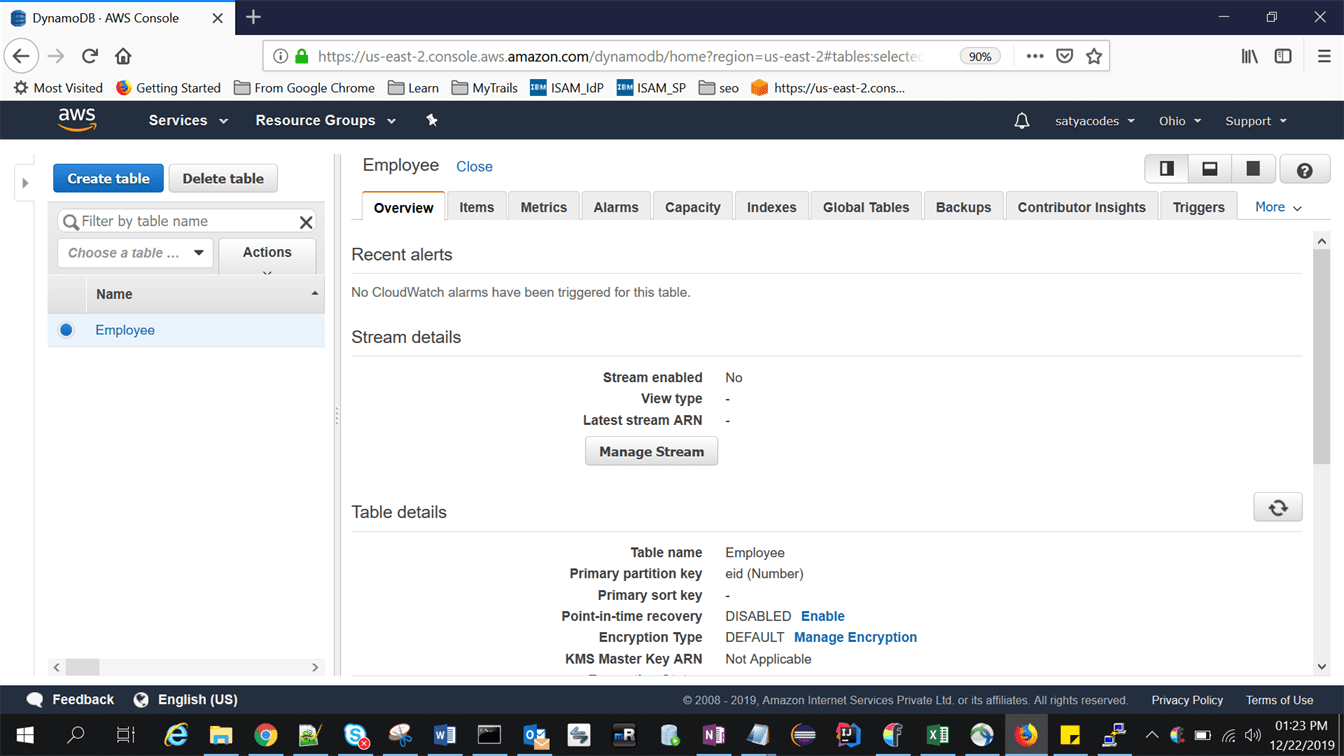 DynamoDB · AWS Console
https://us-east-2.console.aws.amazon.com/dynamodb/home?region=us-east-2#tables:selected
90%
Most Visited Getting Started From Google Chrome Learn MyTrails IBM ISAM_IdP IBM ISAM_SP seo https://us-east-2.cons...
aws Services Resource Groups satyacodes Ohio Support
Create table Delete table
Filter by table name
Choose a table ... Actions
Name
Employee
Employee Close
Overview Items Metrics Alarms Capacity Indexes Global Tables Backups Contributor Insights Triggers More
Recent alerts
No CloudWatch alarms have been triggered for this table.
Stream details
Stream enabled No
View type -
Latest stream ARN -
Manage Stream
Table details
Table name Employee
Primary partition key eid (Number)
Primary sort key -
Point-in-time recovery DISABLED Enable
Encryption Type DEFAULT Manage Encryption
KMS Master Key ARN Not Applicable
Feedback English (US) © 2008 - 2019, Amazon Internet Services Private Ltd. or its affiliates. All rights reserved. Privacy Policy Terms of Use
01:23 PM